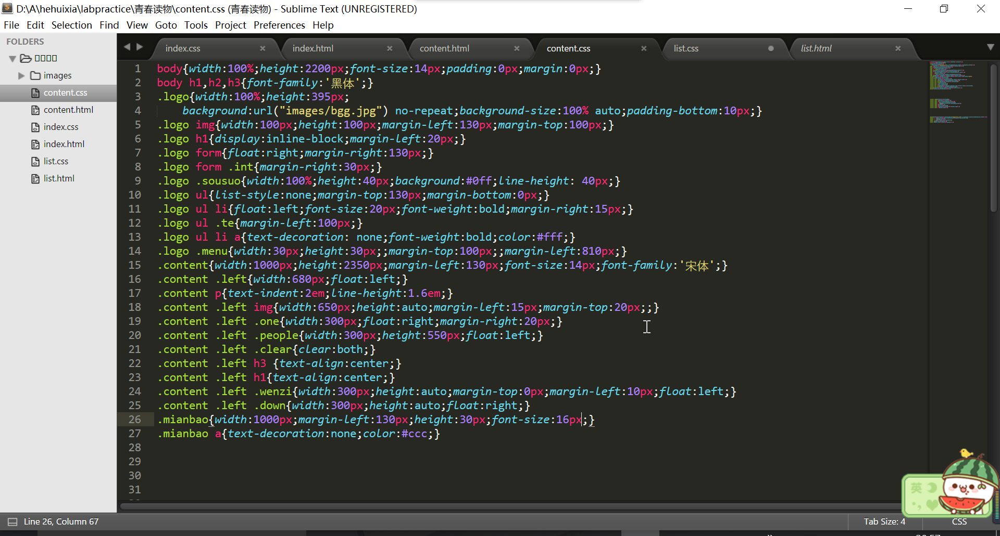 D:\A\hehuixia\labpractice\青春读物\content.css (青春读物) - Sublime Text (UNREGISTERED)
File Edit Selection Find View Goto Tools Project Preferences Help
FOLDERS
images
content.css
content.html
index.css
index.html
list.css
list.html
index.css index.html content.html content.css list.css list.html
1 body{width:100%;height:2200px;font-size:14px;padding:0px;margin:0px;}
2 body h1,h2,h3{font-family:'黑体';}
3 .logo{width:100%;height:395px;
4 background:url("images/bgg.jpg") no-repeat;background-size:100% auto;padding-bottom:10px;}
5 .logo img{width:100px;height:100px;margin-left:130px;margin-top:100px;}
6 .logo h1{display:inline-block;margin-left:20px;}
7 .logo form{float:right;margin-right:130px;}
8 .logo form .int{margin-right:30px;}
9 .logo .sousuo{width:100%;height:40px;background:#0ff;line-height: 40px;}
10 .logo ul{list-style:none;margin-top:130px;margin-bottom:0px;}
11 .logo ul li{float:left;font-size:20px;font-weight:bold;margin-right:15px;}
12 .logo ul .te{margin-left:100px;}
13 .logo ul li a{text-decoration: none;font-weight:bold;color:#fff;}
14 .logo .menu{width:30px;height:30px;;margin-top:100px;;margin-left:810px;}
15 .content{width:1000px;height:2350px;margin-left:130px;font-size:14px;font-family:'宋体';}
16 .content .left{width:680px;float:left;}
17 .content p{text-indent:2em;line-height:1.6em;}
18 .content .left img{width:650px;height:auto;margin-left:15px;margin-top:20px;;}
19 .content .left .one{width:300px;float:right;margin-right:20px;}
20 .content .left .people{width:300px;height:550px;float:left;}
21 .content .left .clear{clear:both;}
22 .content .left h3 {text-align:center;}
23 .content .left h1{text-align:center;}
24 .content .left .wenzi{width:300px;height:auto;margin-top:0px;margin-left:10px;float:left;}
25 .content .left .down{width:300px;height:auto;float:right;}
26 .mianbao{width:1000px;margin-left:130px;height:30px;font-size:16px;}
27 .mianbao a{text-decoration:none;color:#ccc;}
28
29
30
31
英
Line 26, Column 67 Tab Size: 4 CSS